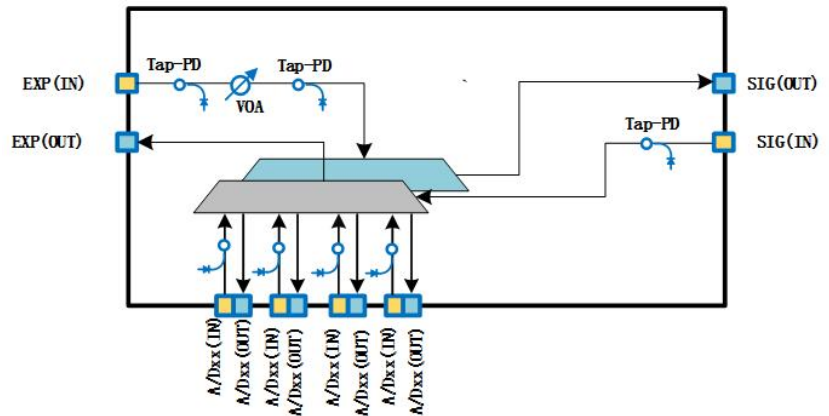 Tap-PD
Tap-PD
EXP(IN)
VOA
SIG(OUT)
EXP(OUT)
Tap-PD
SIG(IN)
A/Dxx(IN)
A/Dxx(OUT)
A/Dxx(IN)
A/Dxx(OUT)
A/Dxx(IN)
A/Dxx(OUT)
A/Dxx(IN)
A/Dxx(OUT)